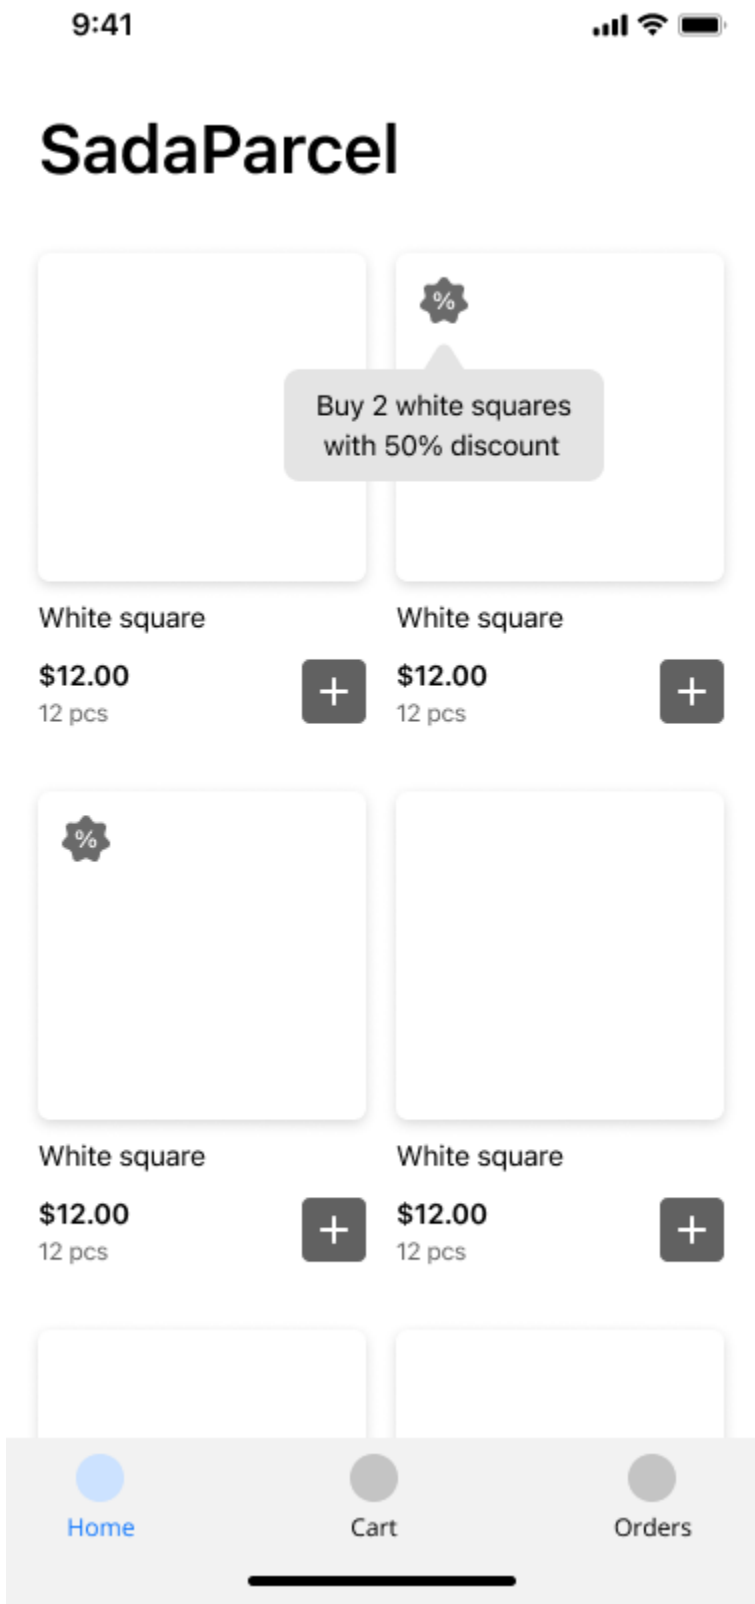 9:41
SadaParcel
%
Buy 2 white squares
with 50% discount
White square
$12.00
12 pcs
+
White square
$12.00
12 pcs
+
%
White square
$12.00
12 pcs
+
White square
$12.00
12 pcs
+
Home
Cart
Orders